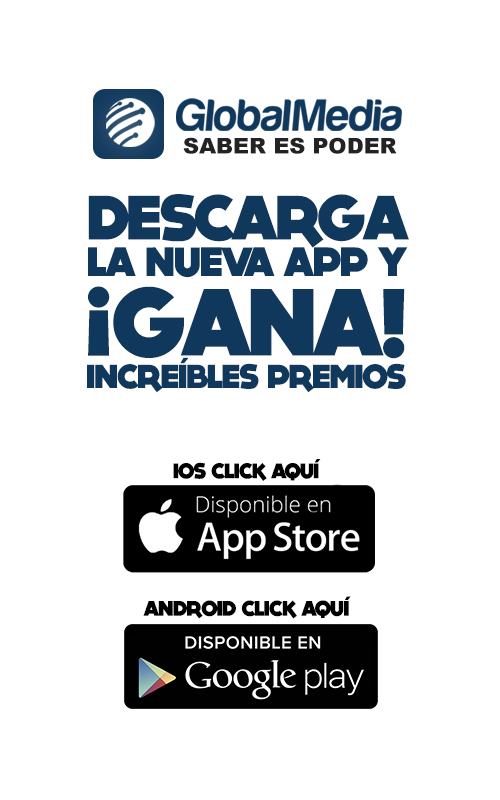 GlobalMedia
SABER ES PODER
DESCARGA
LA NUEVA APP Y
¡GANA!
INCREÍBLES PREMIOS
IOS CLICK AQUÍ
Disponible en
App Store
ANDROID CLICK AQUÍ
DISPONIBLE EN
Google play